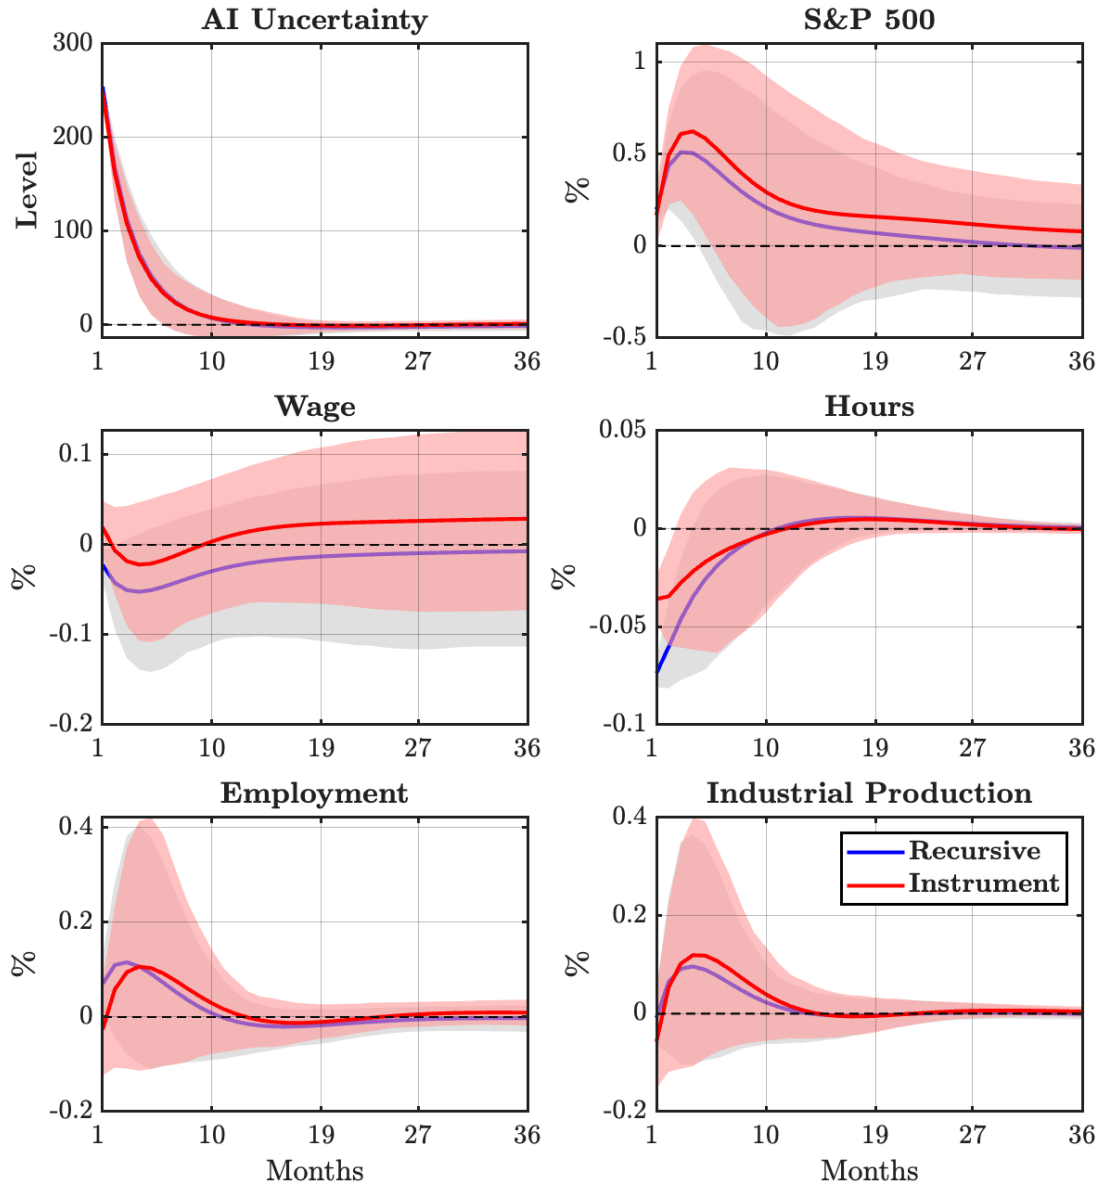 AI Uncertainty
300
200
100
0
Level
1 10 19 27 36
S&P 500
1
0.5
0
-0.5
%
1 10 19 27 36
Wage
0.1
0
-0.1
-0.2
%
1 10 19 27 36
Hours
0.05
0
-0.05
-0.1
%
1 10 19 27 36
Employment
0.4
0.2
0
-0.2
%
1 10 19 27 36
Months
Industrial Production
0.4
0.2
0
-0.2
%
Recursive
Instrument
1 10 19 27 36
Months